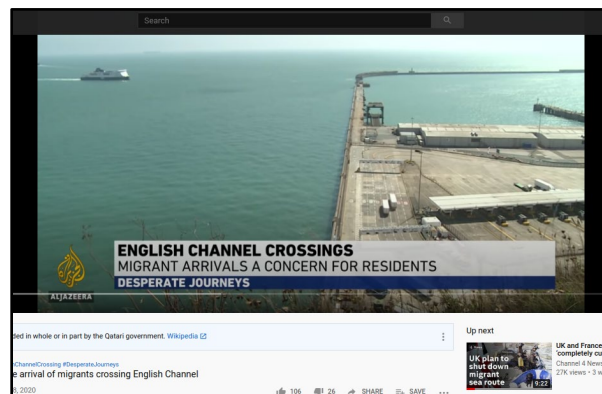 Search
ENGLISH CHANNEL CROSSINGS
MIGRANT ARRIVALS A CONCERN FOR RESIDENTS
DESPERATE JOURNEYS
ALJAZEERA
ded in whole or in part by the Qatari government. Wikipedia
ChannelCrossing #DesperateJourneys
e arrival of migrants crossing English Channel
8, 2020
106 26 SHARE SAVE
Up next
UK plan to
shut down
migrant
sea route
9:22
UK and France
'completely cu
Channel 4 News
27K views • 3 w